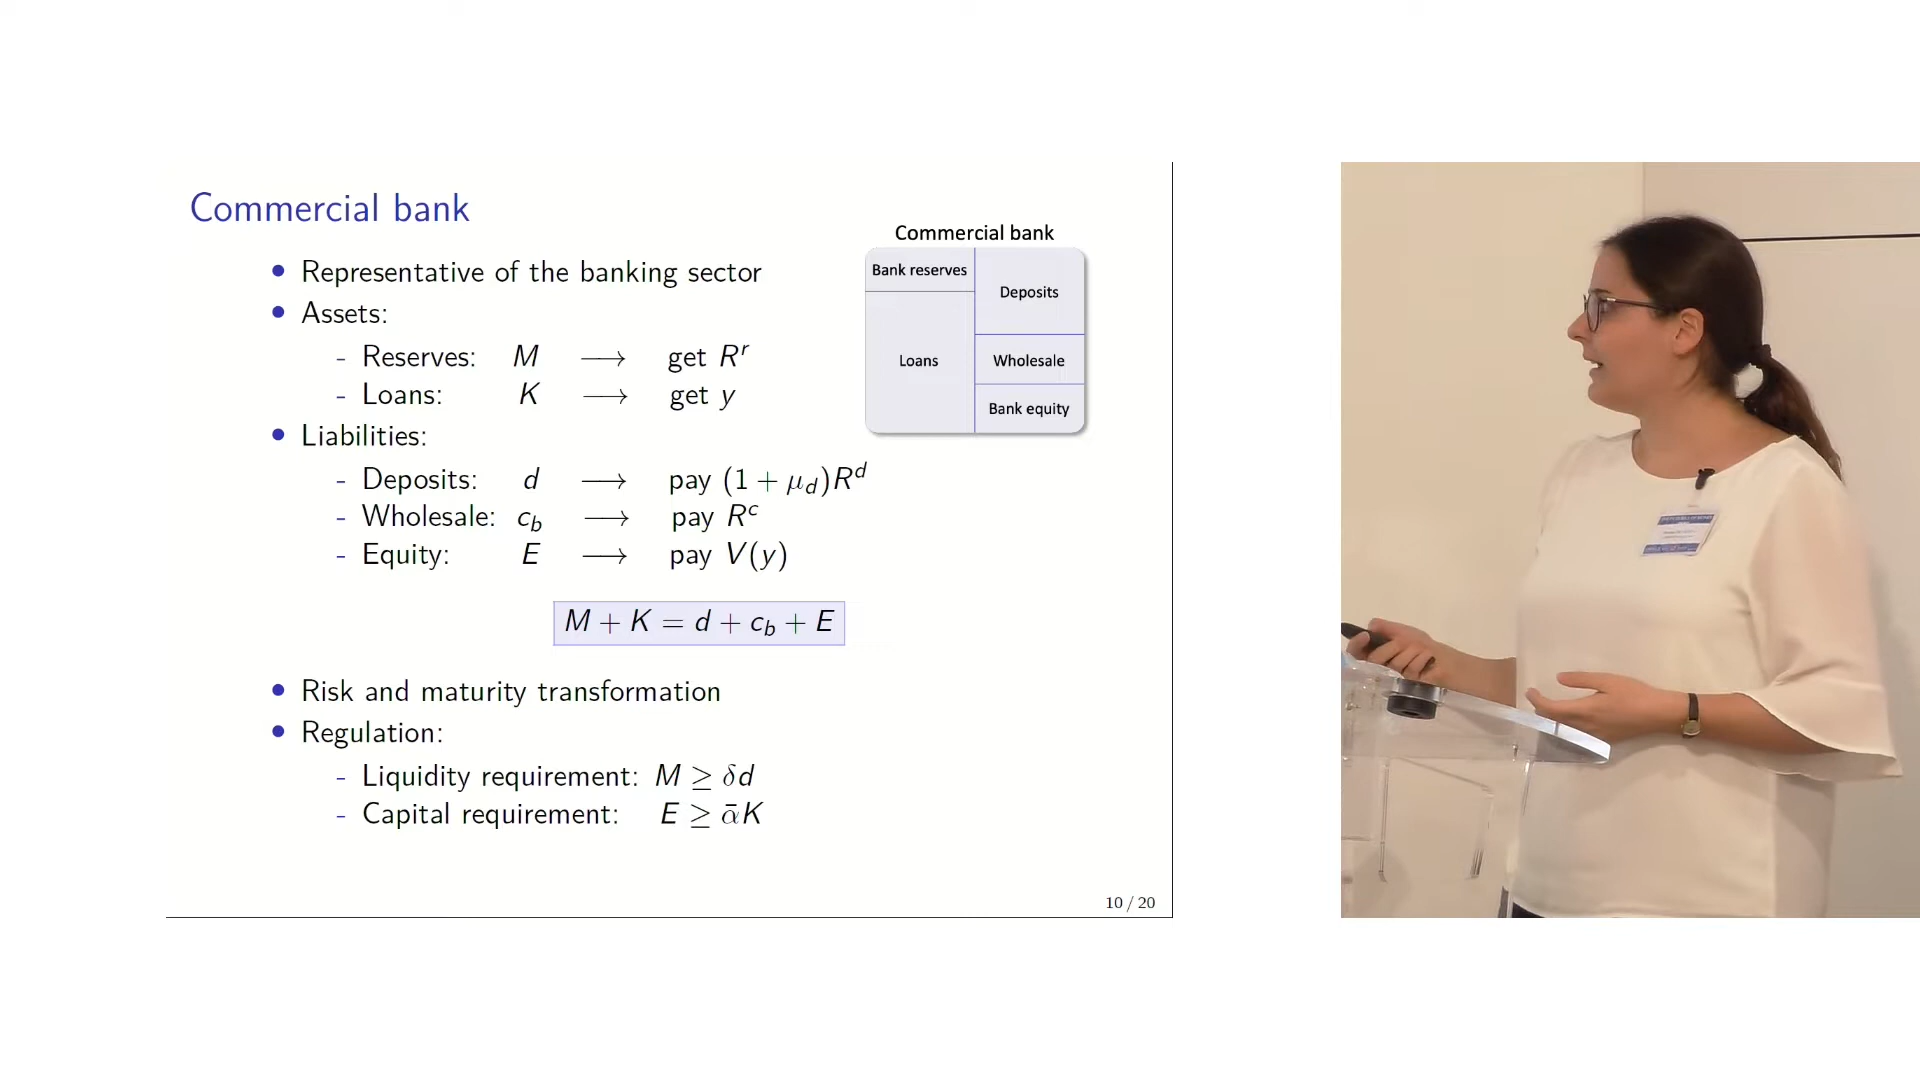 Commercial bank
• Representative of the banking sector
• Assets:
- Reserves: M ⟶ get R^r
- Loans: K ⟶ get y
• Liabilities:
- Deposits: d ⟶ pay (1 + μ_d)R^d
- Wholesale: c_b ⟶ pay R^c
- Equity: E ⟶ pay V(y)
M + K = d + c_b + E
• Risk and maturity transformation
• Regulation:
- Liquidity requirement: M ≥ δd
- Capital requirement: E ≥ ᾱK
Commercial bank
Bank reserves
Loans
Deposits
Wholesale
Bank equity
10 / 20